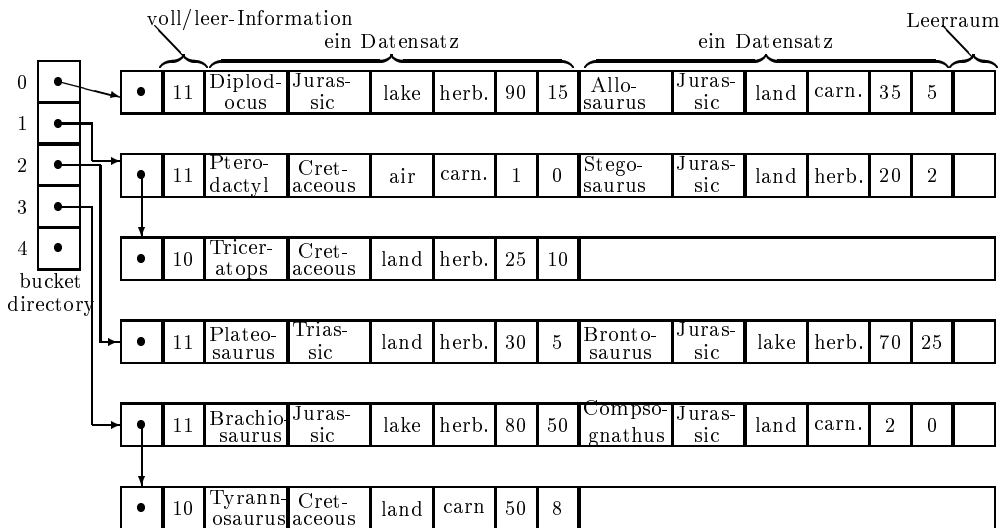 voll/leer-Information
Leerraum
ein Datensatz
ein Datensatz
0
1
2
3
4
bucket
directory
11 Diplod- Juras- lake herb. 90 15 Allo- Juras- land carn. 35 5
ocus sic saurus sic
11 Ptero- Cret- air carn. 1 0 Stego- Juras- land herb. 20 2
dactyl aceous saurus sic
10 Tricer- Cret- land herb. 25 10
atops aceous
11 Plateo- Trias- land herb. 30 5 Bronto- Juras- lake herb. 70 25
saurus sic saurus sic
11 Brachio- Juras- lake herb. 80 50 Compso- Juras- land carn. 2 0
saurus sic gnathus sic
10 Tyrann- Cret- land carn 50 8
osaurus aceous